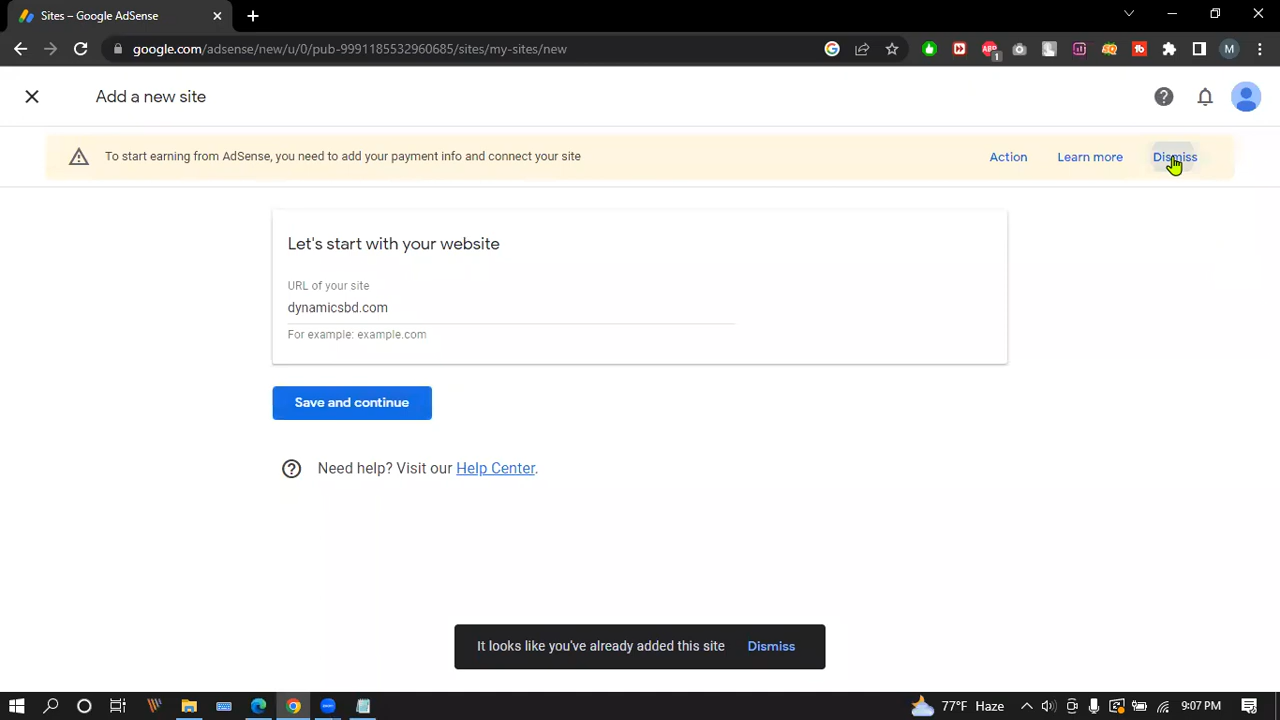 Sites – Google AdSense
google.com/adsense/new/u/0/pub-9991185532960685/sites/my-sites/new
ABP
1
M
Add a new site
To start earning from AdSense, you need to add your payment info and connect your site
Action
Learn more
Dismiss
Let's start with your website
URL of your site
dynamicsbd.com
For example: example.com
Save and continue
Need help? Visit our Help Center.
It looks like you've already added this site
Dismiss
77°F Haze
9:07 PM